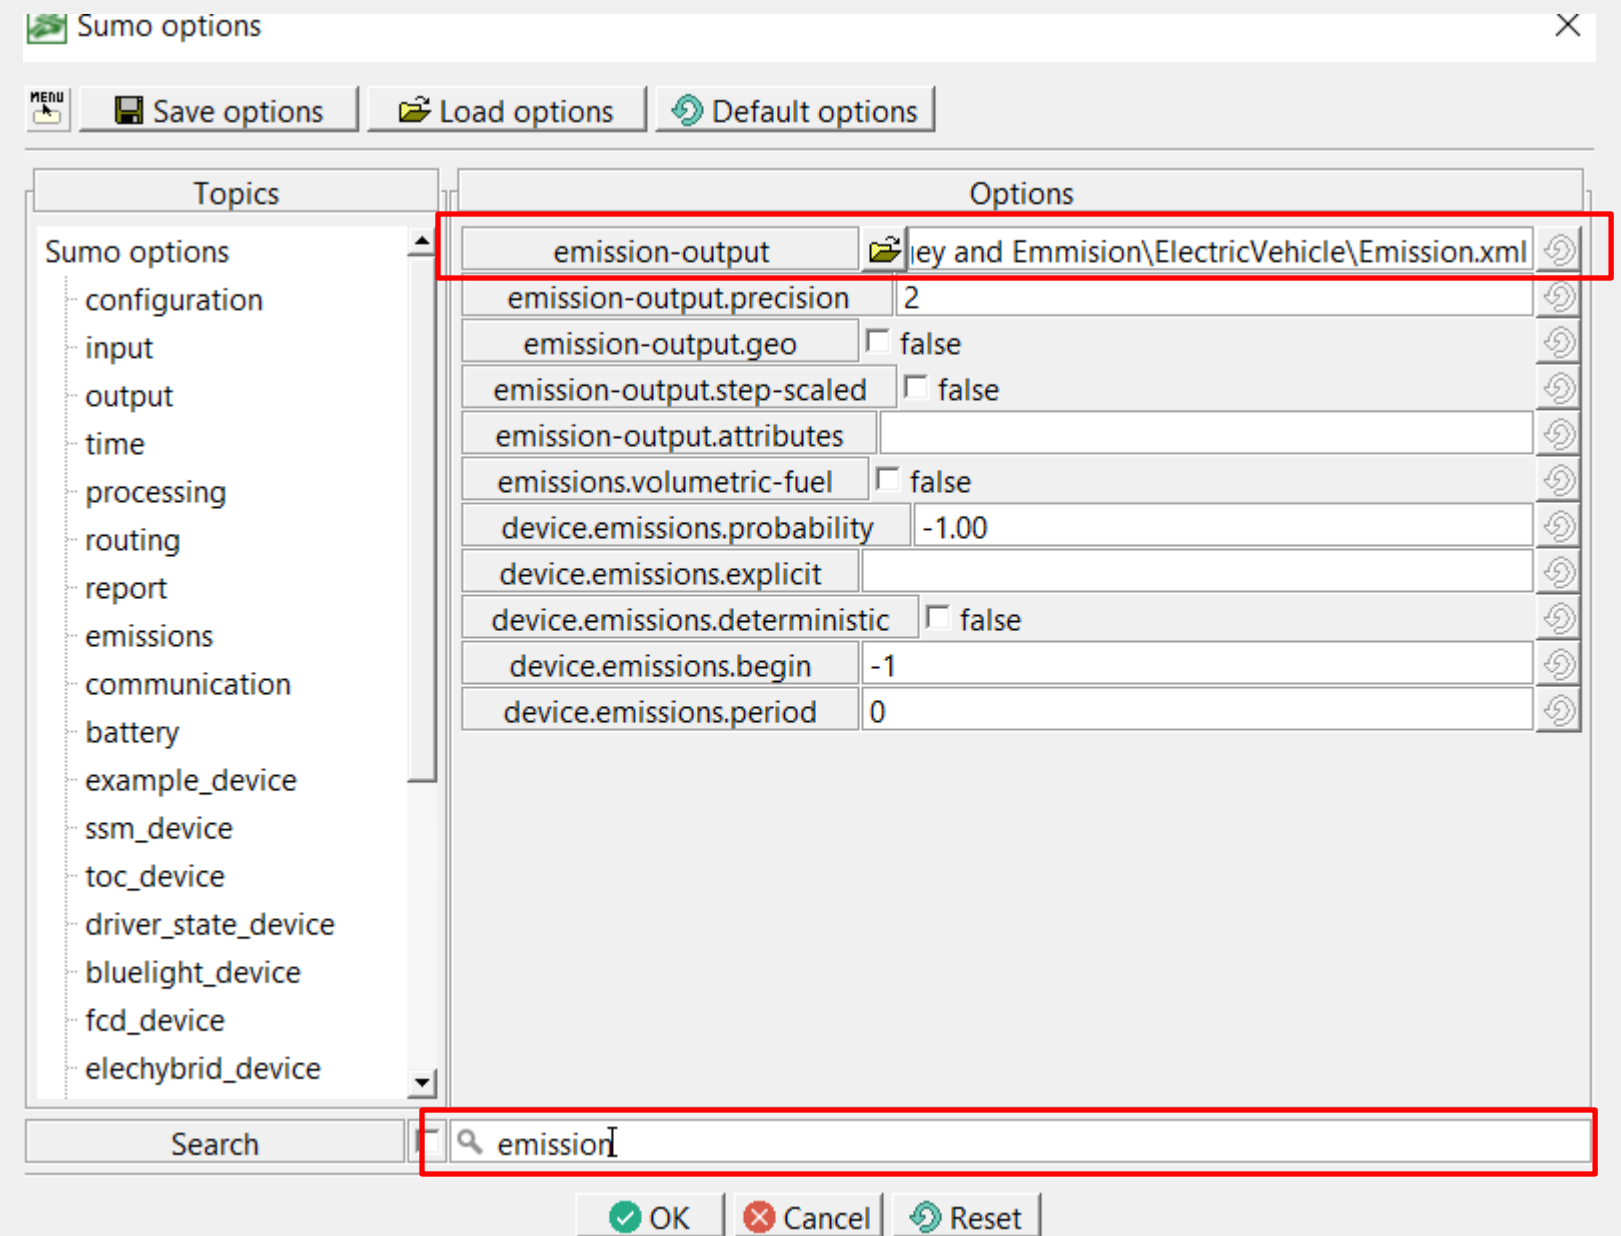 Sumo options
MENU
Save options
Load options
Default options
Topics
Options
Sumo options
configuration
input
output
time
processing
routing
report
emissions
communication
battery
example_device
ssm_device
toc_device
driver_state_device
bluelight_device
fcd_device
elechybrid_device
emission-output
ey and Emmision\ElectricVehicle\Emission.xml
emission-output.precision
2
emission-output.geo
false
emission-output.step-scaled
false
emission-output.attributes
emissions.volumetric-fuel
false
device.emissions.probability
-1.00
device.emissions.explicit
device.emissions.deterministic
false
device.emissions.begin
-1
device.emissions.period
0
Search
emission
OK
Cancel
Reset